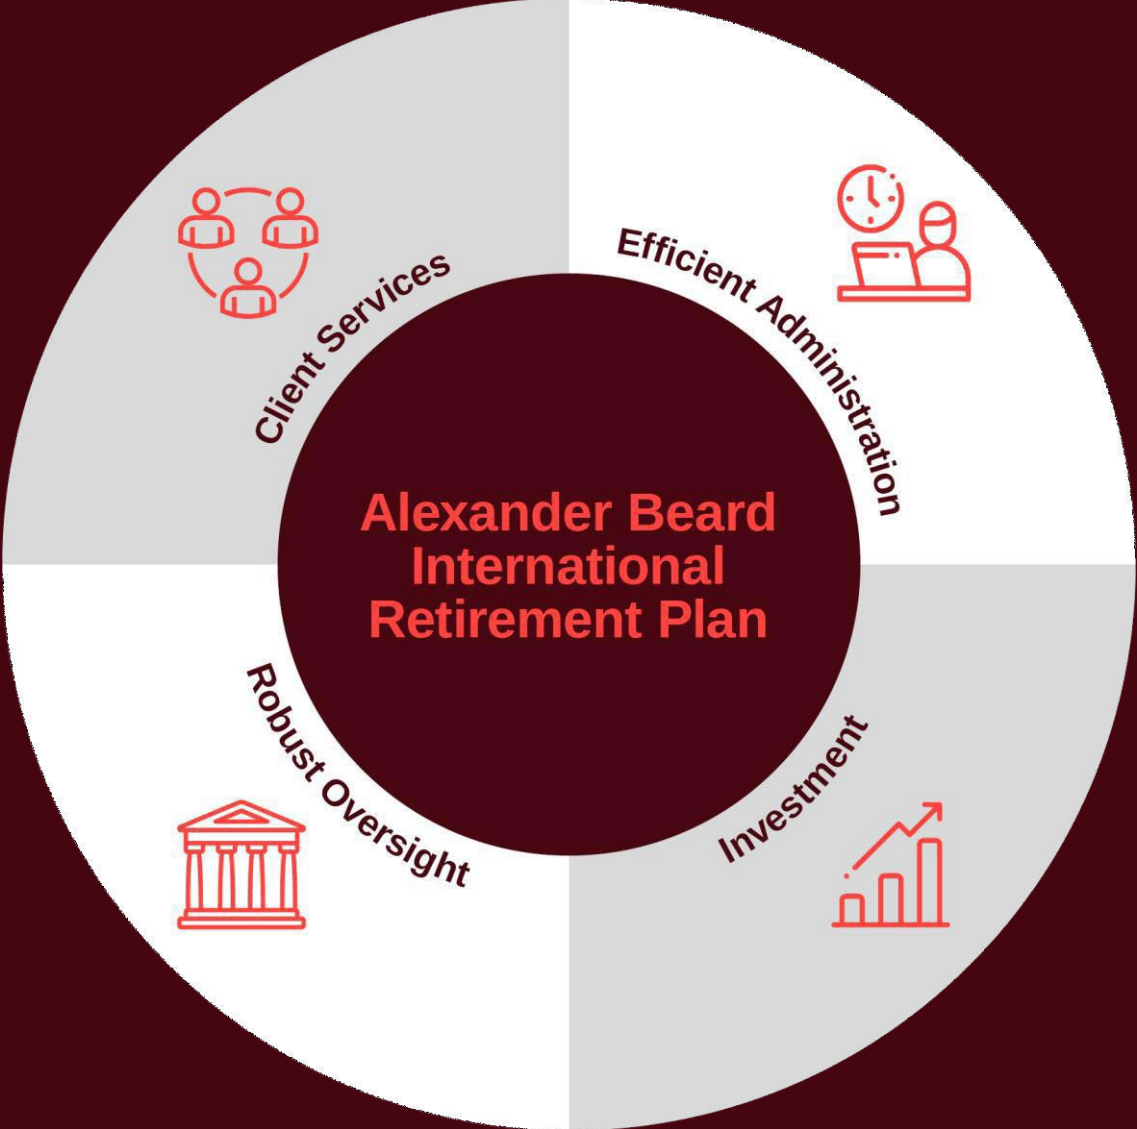 Client Services
Efficient Administration
Alexander Beard
International
Retirement Plan
Robust Oversight
Investment